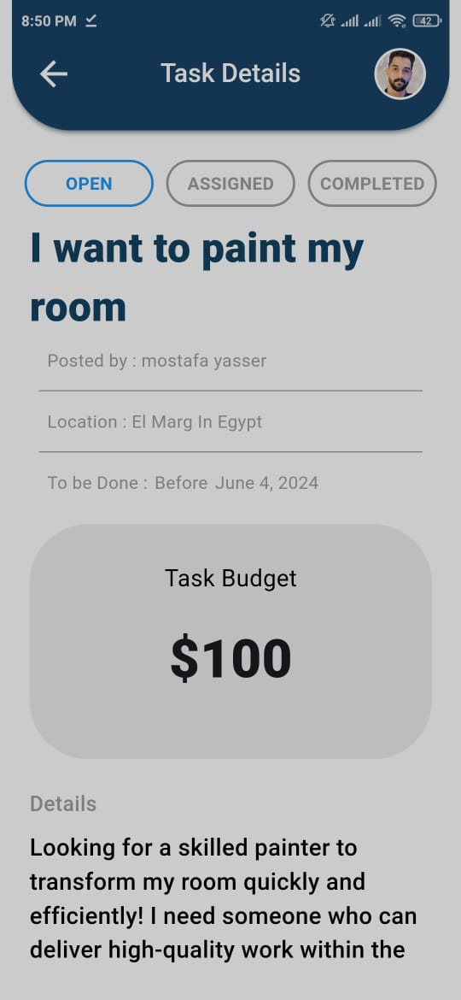 8:50 PM 42
Task Details
OPEN ASSIGNED COMPLETED
I want to paint my
room
Posted by : mostafa yasser
Location : El Marg In Egypt
To be Done : Before June 4, 2024
Task Budget
$100
Details
Looking for a skilled painter to
transform my room quickly and
efficiently! I need someone who can
deliver high-quality work within the